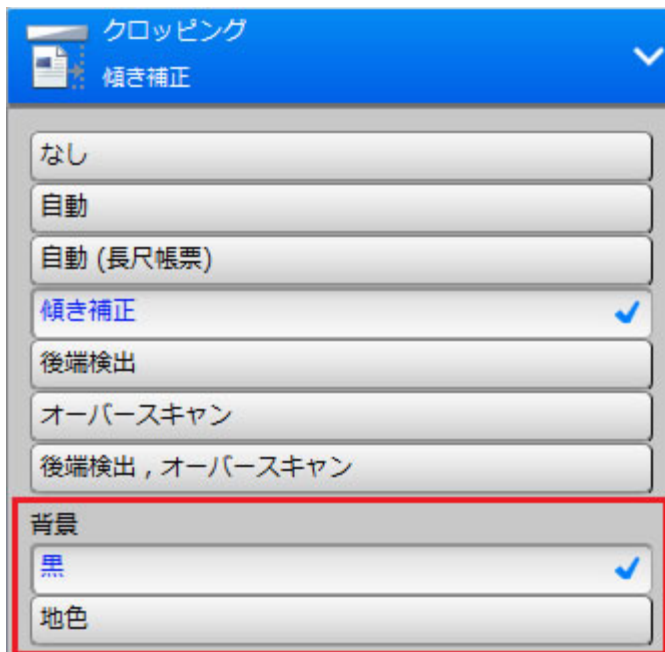 クロッピング
傾き補正
なし
自動
自動 (長尺帳票)
傾き補正
後端検出
オーバースキャン
後端検出 , オーバースキャン
背景
黒
地色